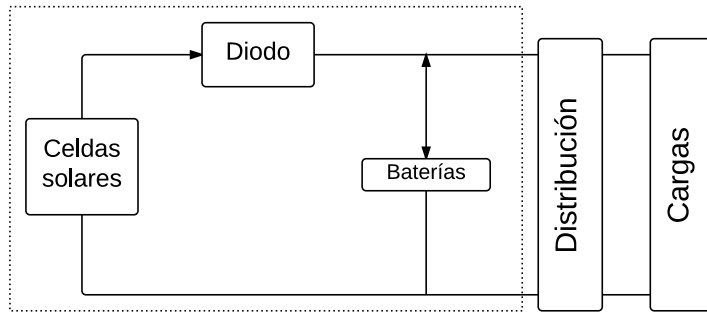 Diodo
Celdas
solares
Baterías
Distribución
Cargas